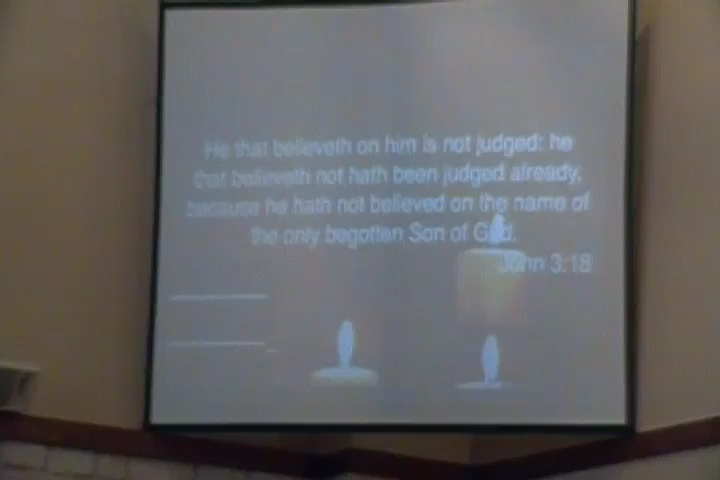 He that believeth on him is not judged: he
that believeth not hath been judged already,
because he hath not believed on the name of
the only begotten Son of God.
John 3:18